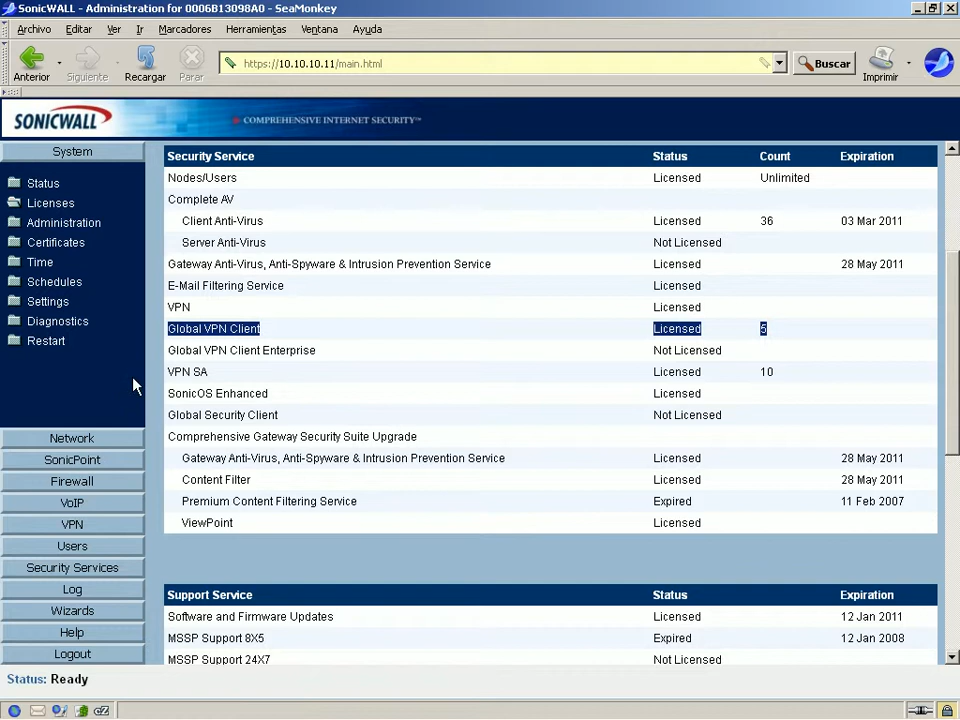 SonicWALL - Administration for 0006B13098A0 - SeaMonkey
Archivo Editar Ver Ir Marcadores Herramientas Ventana Ayuda
Anterior Siguiente Recargar Parar https://10.10.10.11/main.html Buscar Imprimir
SONICWALL COMPREHENSIVE INTERNET SECURITY™
System
Status
Licenses
Administration
Certificates
Time
Schedules
Settings
Diagnostics
Restart
Network
SonicPoint
Firewall
VoIP
VPN
Users
Security Services
Log
Wizards
Help
Logout
Security Service Status Count Expiration
Nodes/Users Licensed Unlimited
Complete AV
Client Anti-Virus Licensed 36 03 Mar 2011
Server Anti-Virus Not Licensed
Gateway Anti-Virus, Anti-Spyware & Intrusion Prevention Service Licensed 28 May 2011
E-Mail Filtering Service Licensed
VPN Licensed
Global VPN Client Licensed 5
Global VPN Client Enterprise Not Licensed
VPN SA Licensed 10
SonicOS Enhanced Licensed
Global Security Client Not Licensed
Comprehensive Gateway Security Suite Upgrade
Gateway Anti-Virus, Anti-Spyware & Intrusion Prevention Service Licensed 28 May 2011
Content Filter Licensed 28 May 2011
Premium Content Filtering Service Expired 11 Feb 2007
ViewPoint Licensed
Support Service Status Expiration
Software and Firmware Updates Licensed 12 Jan 2011
MSSP Support 8X5 Expired 12 Jan 2008
MSSP Support 24X7 Not Licensed
Status: Ready
cZ